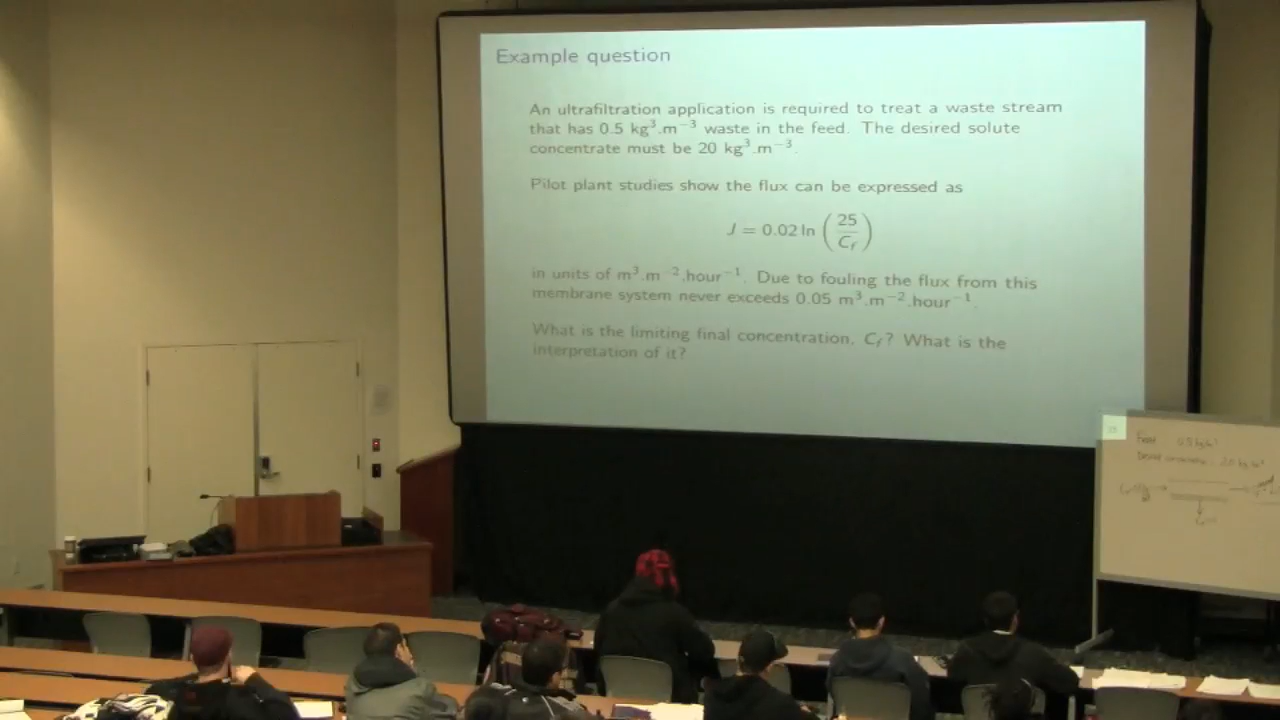 Example question
An ultrafiltration application is required to treat a waste stream
that has 0.5 kg³.m⁻³ waste in the feed. The desired solute
concentrate must be 20 kg³.m⁻³.
Pilot plant studies show the flux can be expressed as
J = 0.02 ln (25/C_f)
in units of m³.m⁻².hour⁻¹. Due to fouling the flux from this
membrane system never exceeds 0.05 m³.m⁻².hour⁻¹.
What is the limiting final concentration, C_f? What is the
interpretation of it?
Feed 0.5 kg/m³